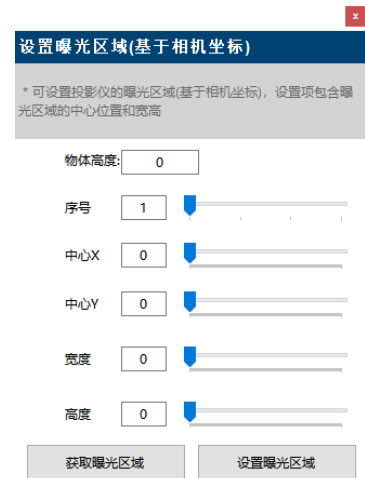 x
设置曝光区域(基于相机坐标)
* 可设置投影仪的曝光区域(基于相机坐标)，设置项包含曝
光区域的中心位置和宽高
物体高度: 0
序号 1
中心X 0
中心Y 0
宽度 0
高度 0
获取曝光区域 设置曝光区域